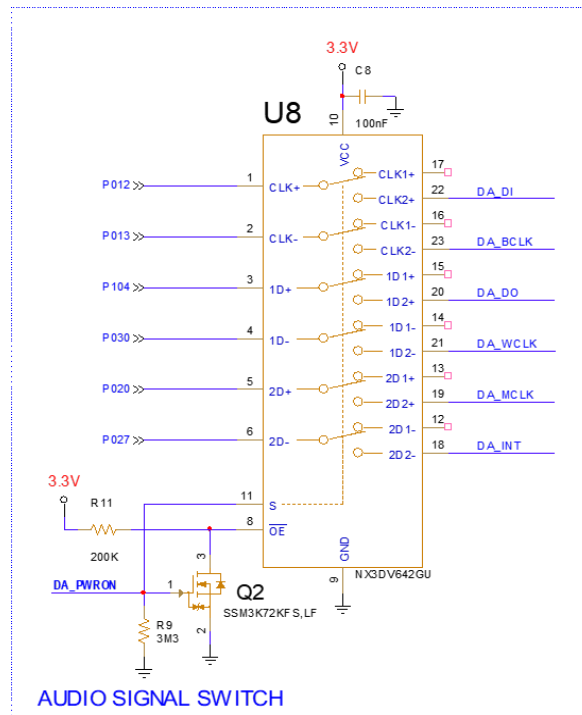 3.3V
C8
U8
10
100nF
VCC
17
CLK1+
P012
1
CLK+
22
DA_DI
CLK2+
16
CLK1-
P013
2
CLK-
23
DA_BCLK
CLK2-
15
1D1+
P104
3
1D+
20
DA_DO
1D2+
14
1D1-
P030
4
1D-
21
DA_WCLK
1D2-
13
2D1+
P020
5
2D+
19
DA_MCLK
2D2+
12
2D1-
P027
6
2D-
18
DA_INT
2D2-
3.3V
R11
11
S
8
OE
200K
3
GND
9
NX3DV642GU
DA_PWRON
1
Q2
SSM3K72KFS,LF
R9
3M3
2
AUDIO SIGNAL SWITCH